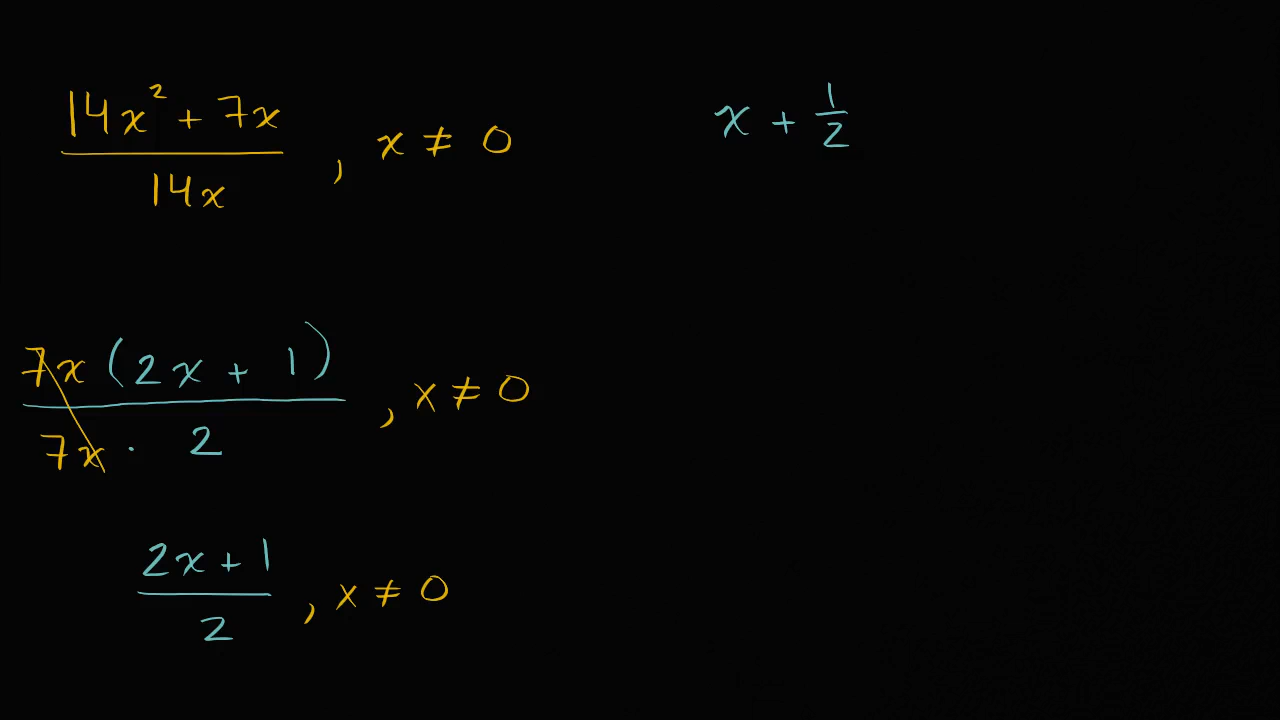 14x² + 7x / 14x , x ≠ 0
x + 1/2
7x (2x + 1) / 7x · 2 , x ≠ 0
2x + 1 / 2 , x ≠ 0